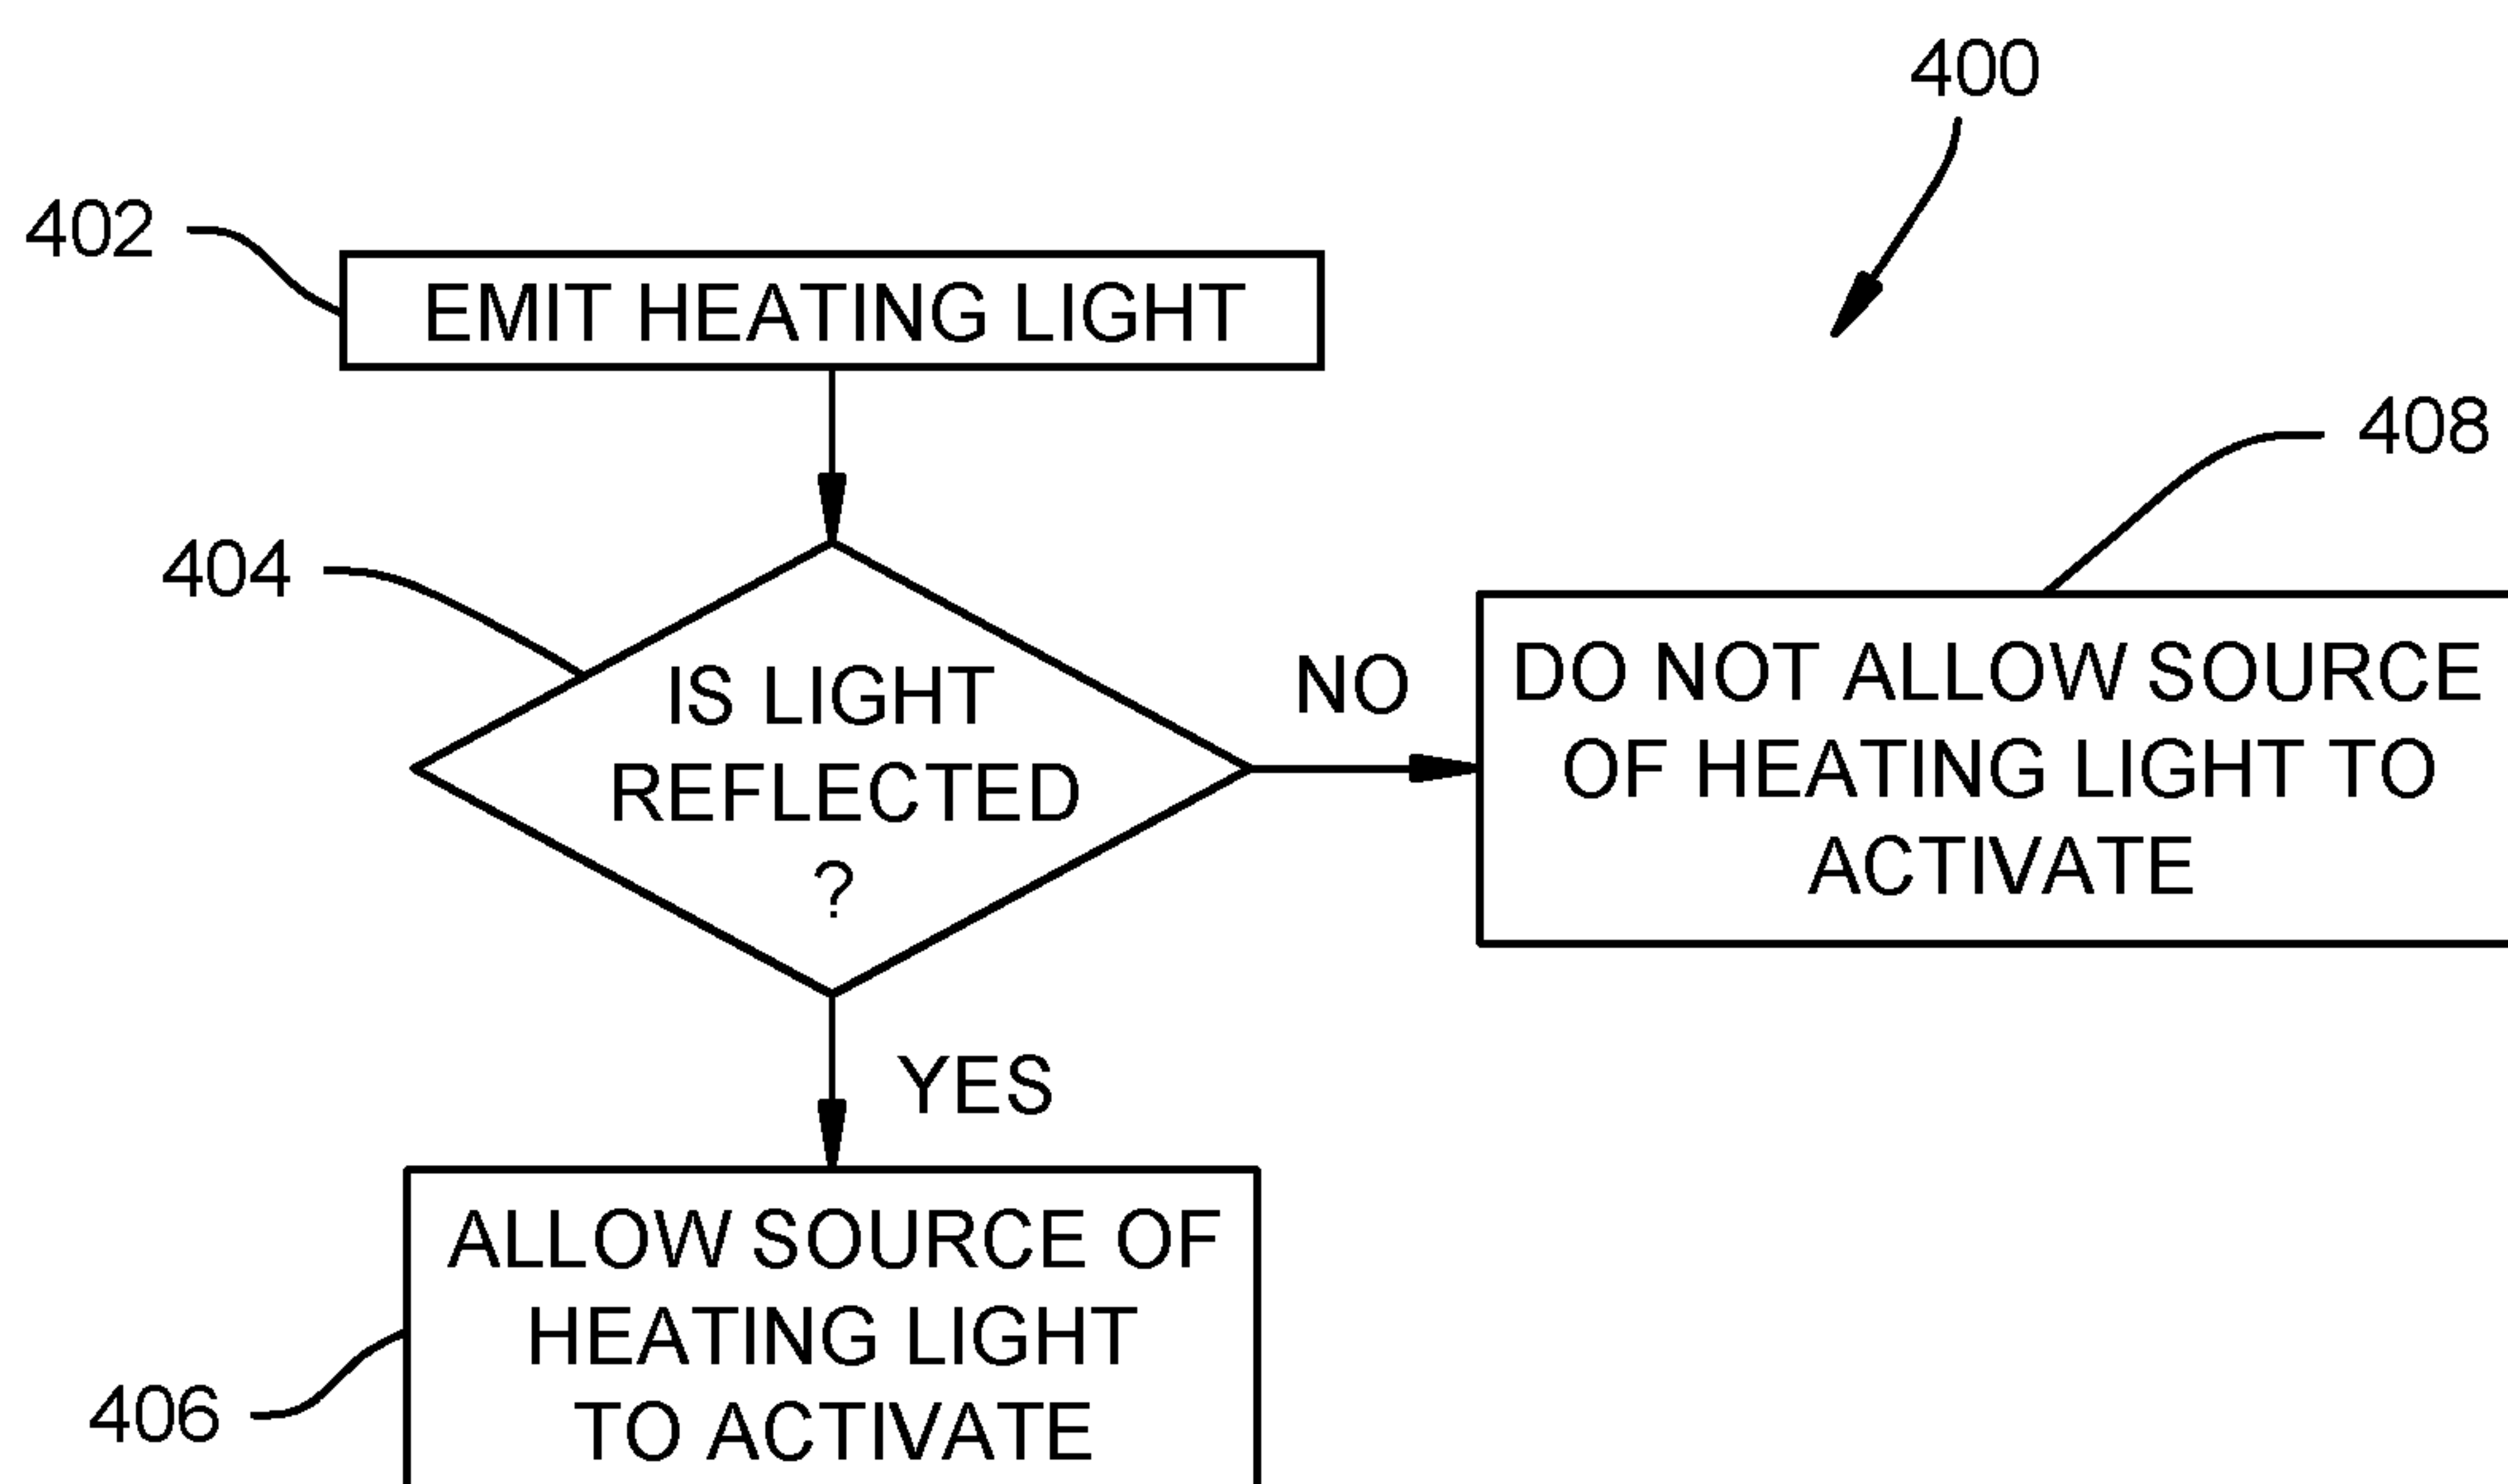 400
402
EMIT HEATING LIGHT
408
404
IS LIGHT
REFLECTED
?
NO
DO NOT ALLOW SOURCE
OF HEATING LIGHT TO
ACTIVATE
YES
ALLOW SOURCE OF
HEATING LIGHT
TO ACTIVATE
406